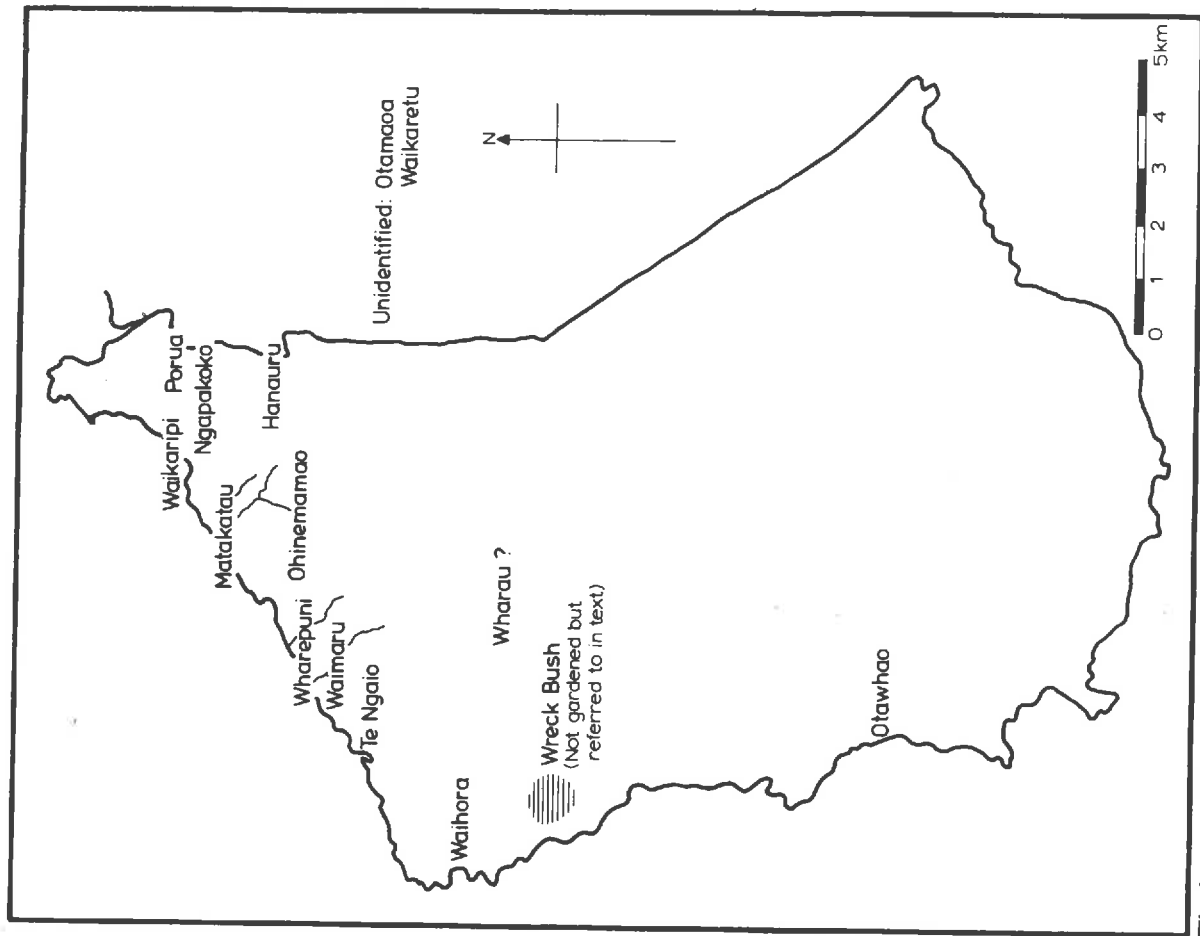 Waikaripi
Porua
Ngapakoko
Hanauru
Matakatau
Ohinemamao
Wharepuni
Waimaru
Te Ngaio
Waihora
Wharau ?
Wreck Bush
(Not gardened but
referred to in text)
Otawhao
Unidentified: Otamaoa
Waikaretu
N
0 1 2 3 4 5km